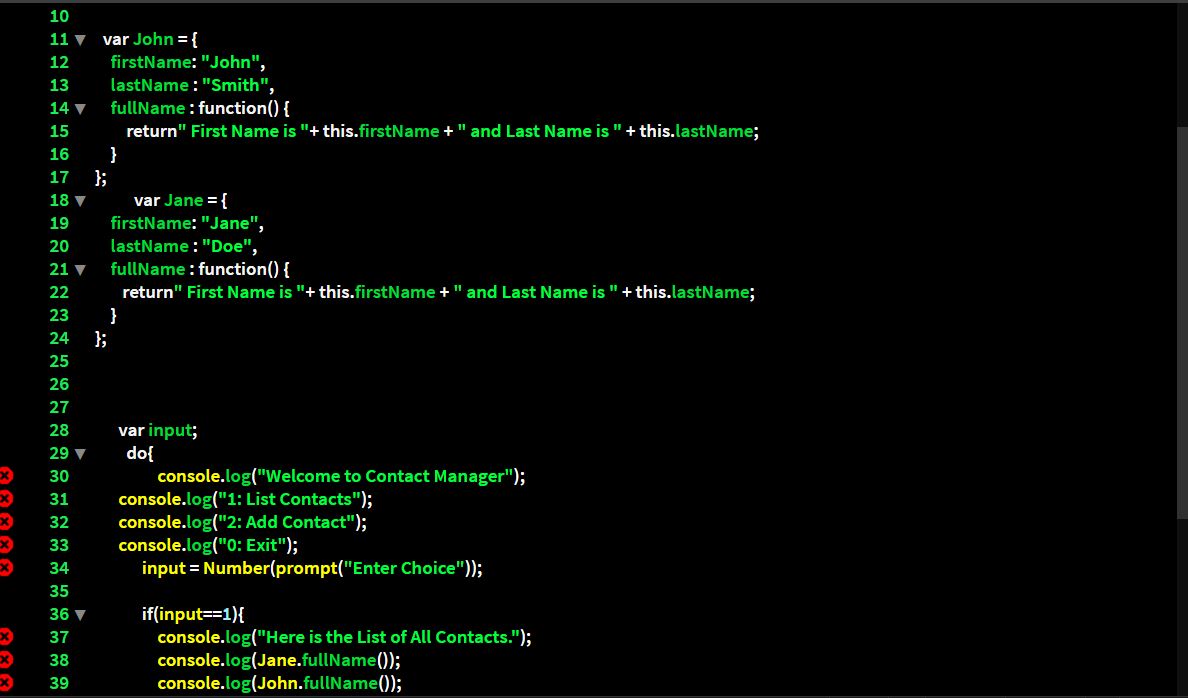 10
11 var John = {
12 firstName: "John",
13 lastName : "Smith",
14 fullName : function() {
15 return" First Name is "+ this.firstName + " and Last Name is " + this.lastName;
16 }
17 };
18 var Jane = {
19 firstName: "Jane",
20 lastName : "Doe",
21 fullName : function() {
22 return" First Name is "+ this.firstName + " and Last Name is " + this.lastName;
23 }
24 };
25
26
27
28 var input;
29 do{
30 console.log("Welcome to Contact Manager");
31 console.log("1: List Contacts");
32 console.log("2: Add Contact");
33 console.log("0: Exit");
34 input = Number(prompt("Enter Choice"));
35
36 if(input==1){
37 console.log("Here is the List of All Contacts.");
38 console.log(Jane.fullName());
39 console.log(John.fullName());